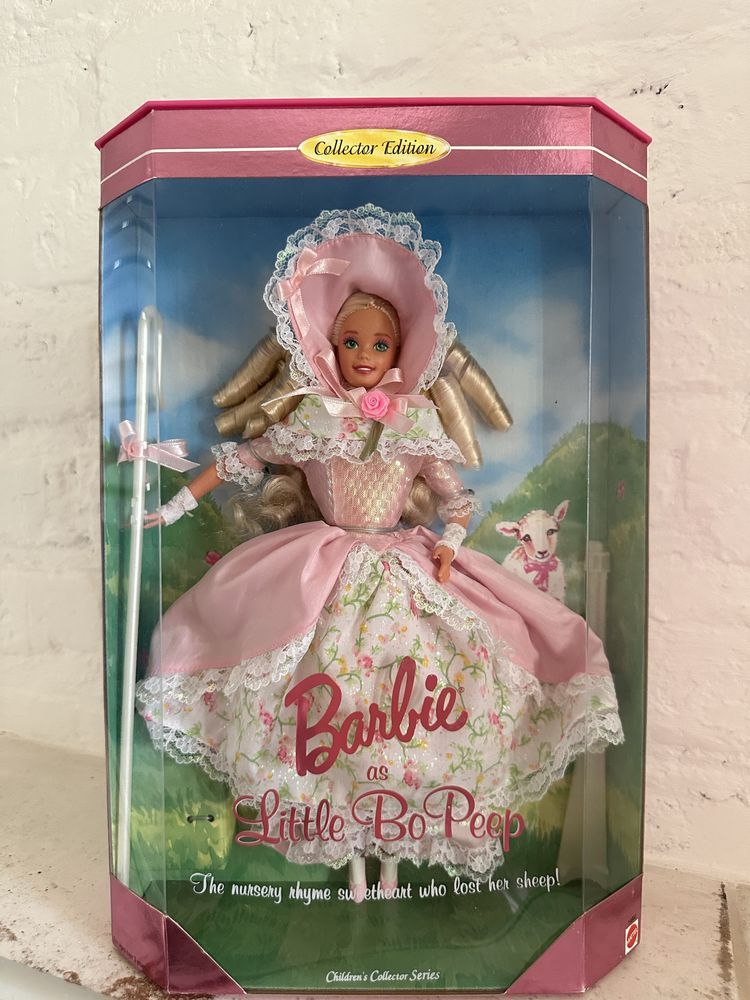 Collector Edition
Barbie
as
Little Bo Peep
The nursery rhyme sweetheart who lost her sheep!
Children's Collector Series